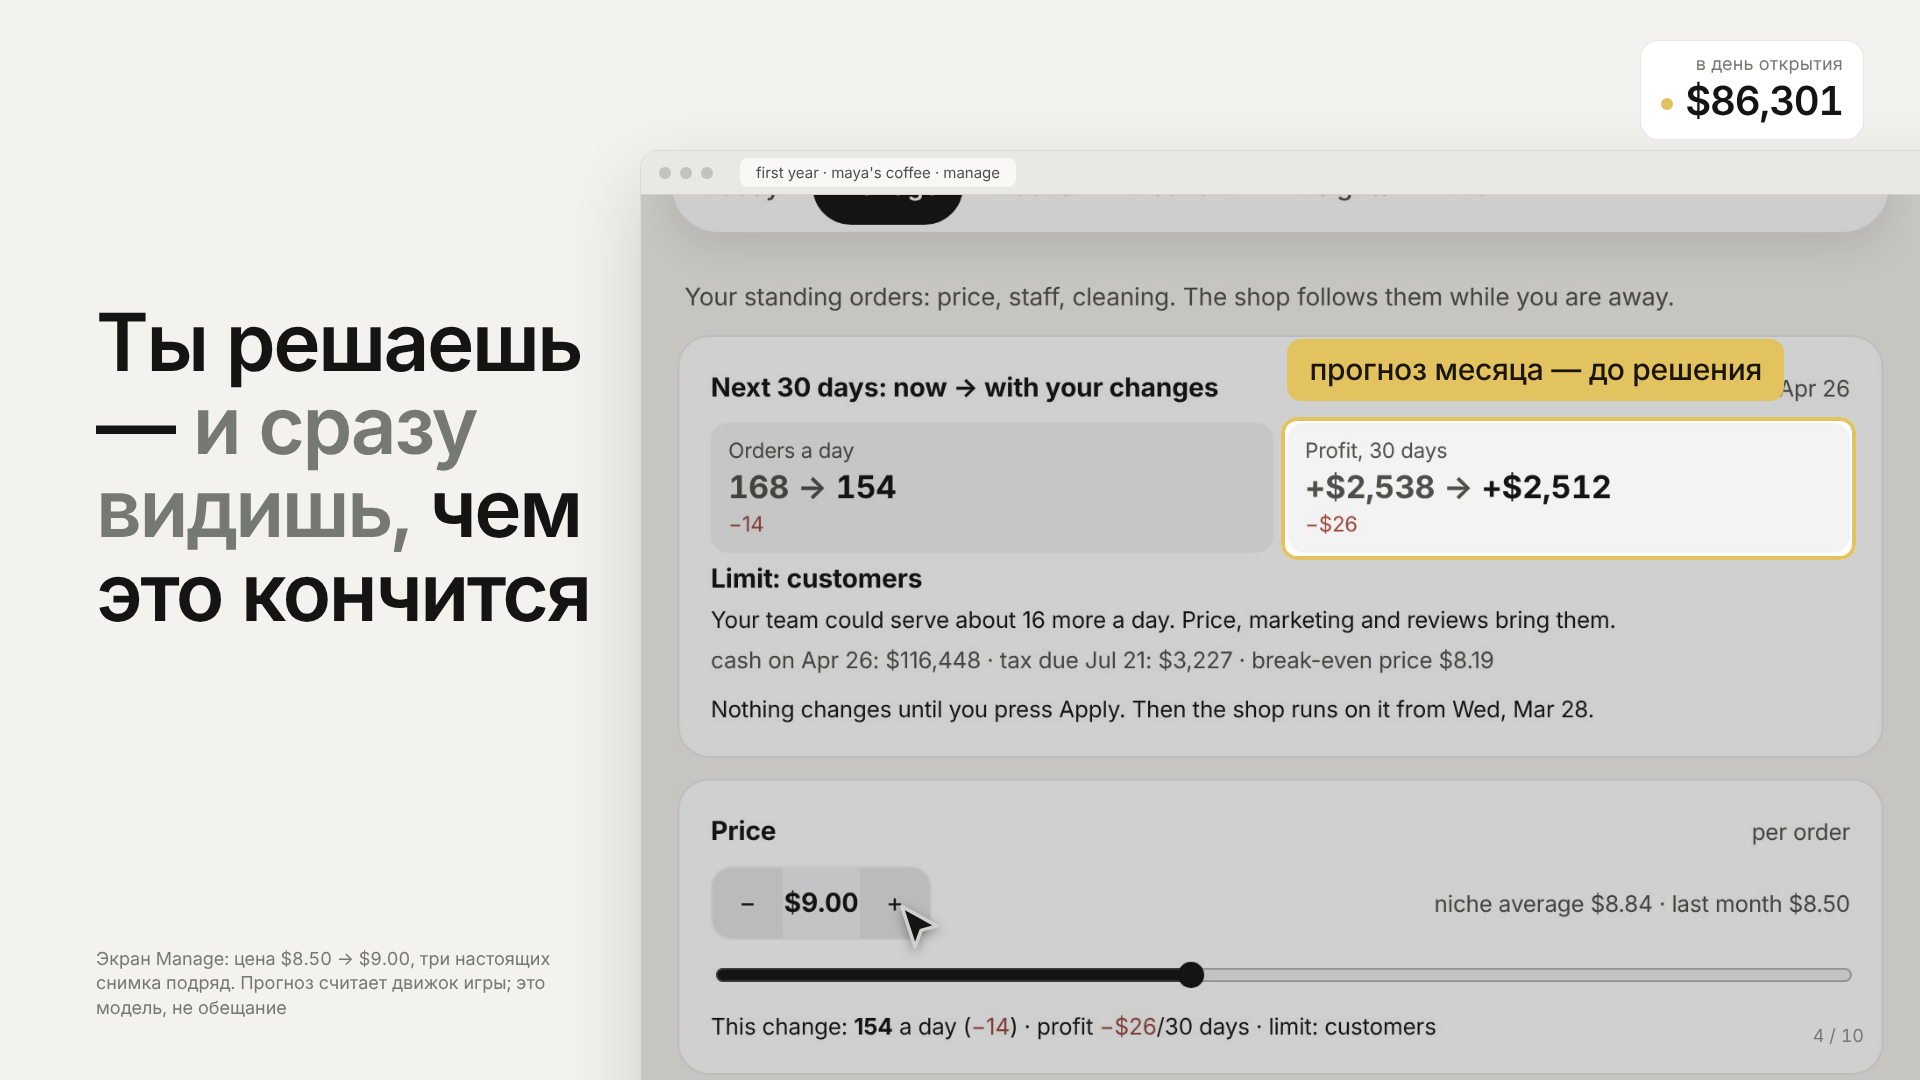 в день открытия
$86,301
first year · maya's coffee · manage
Your standing orders: price, staff, cleaning. The shop follows them while you are away.
Ты решаешь
— и сразу
видишь, чем
это кончится
прогноз месяца — до решения
Next 30 days: now → with your changes
Apr 26
Orders a day
168 → 154
−14
Profit, 30 days
+$2,538 → +$2,512
−$26
Limit: customers
Your team could serve about 16 more a day. Price, marketing and reviews bring them.
cash on Apr 26: $116,448 · tax due Jul 21: $3,227 · break-even price $8.19
Nothing changes until you press Apply. Then the shop runs on it from Wed, Mar 28.
Price
per order
− $9.00 +
niche average $8.84 · last month $8.50
This change: 154 a day (−14) · profit −$26/30 days · limit: customers
Экран Manage: цена $8.50 → $9.00, три настоящих
снимка подряд. Прогноз считает движок игры; это
модель, не обещание
4 / 10